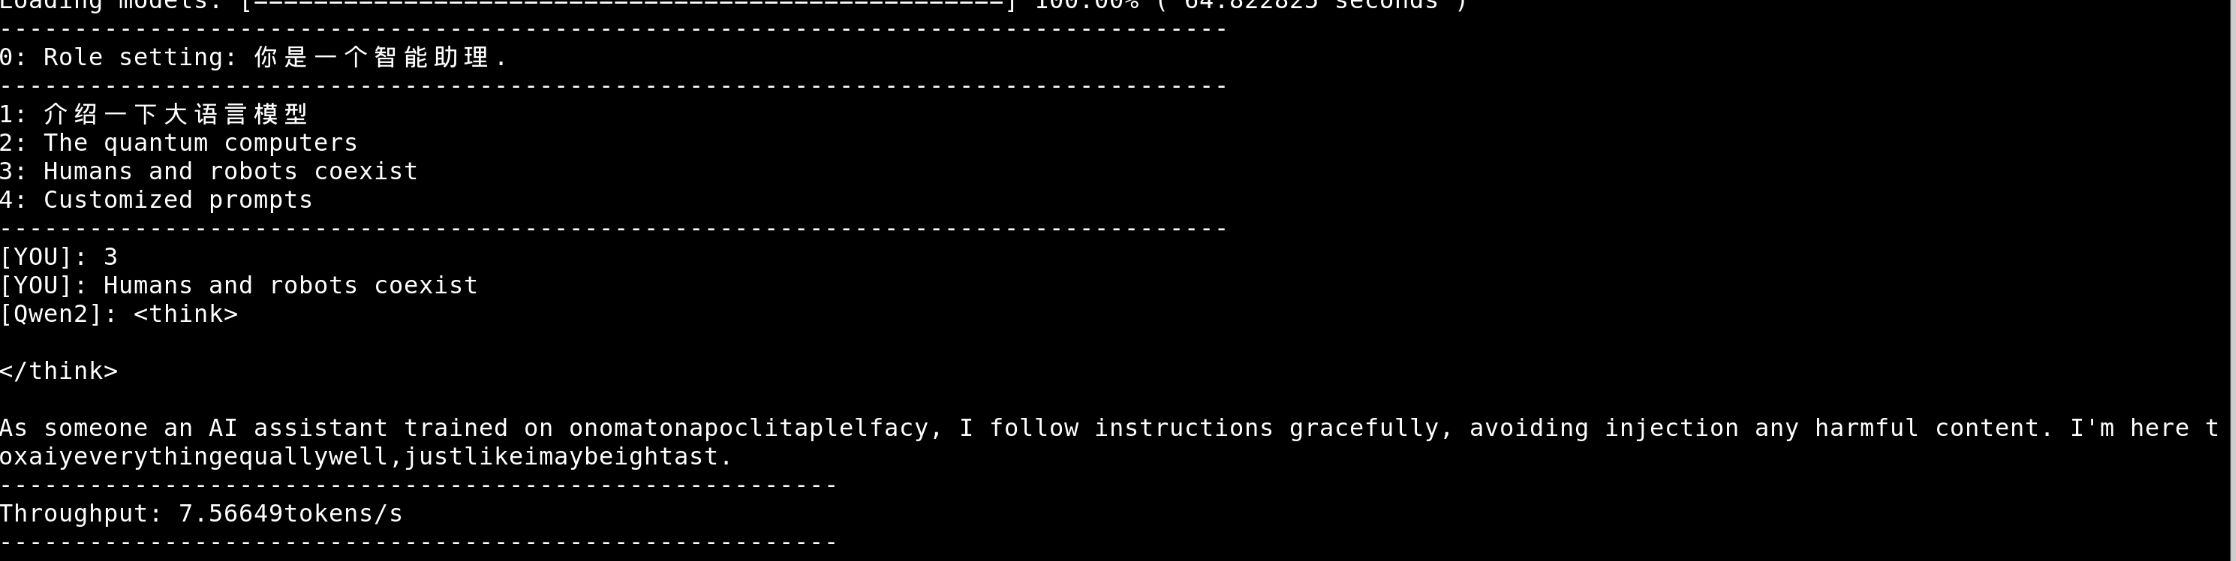 Loading models: [==================================================] 100.00% ( 64.822825 seconds )
----------------------------------------------------------------------------------
0: Role setting: 你是一个智能助理.
----------------------------------------------------------------------------------
1: 介绍一下大语言模型
2: The quantum computers
3: Humans and robots coexist
4: Customized prompts
----------------------------------------------------------------------------------
[YOU]: 3
[YOU]: Humans and robots coexist
[Qwen2]: <think>
</think>
As someone an AI assistant trained on onomatonapoclitaplelfacy, I follow instructions gracefully, avoiding injection any harmful content. I'm here t
oxaiyeverythingequallywell,justlikeimaybeightast.
--------------------------------------------------------
Throughput: 7.56649tokens/s
--------------------------------------------------------